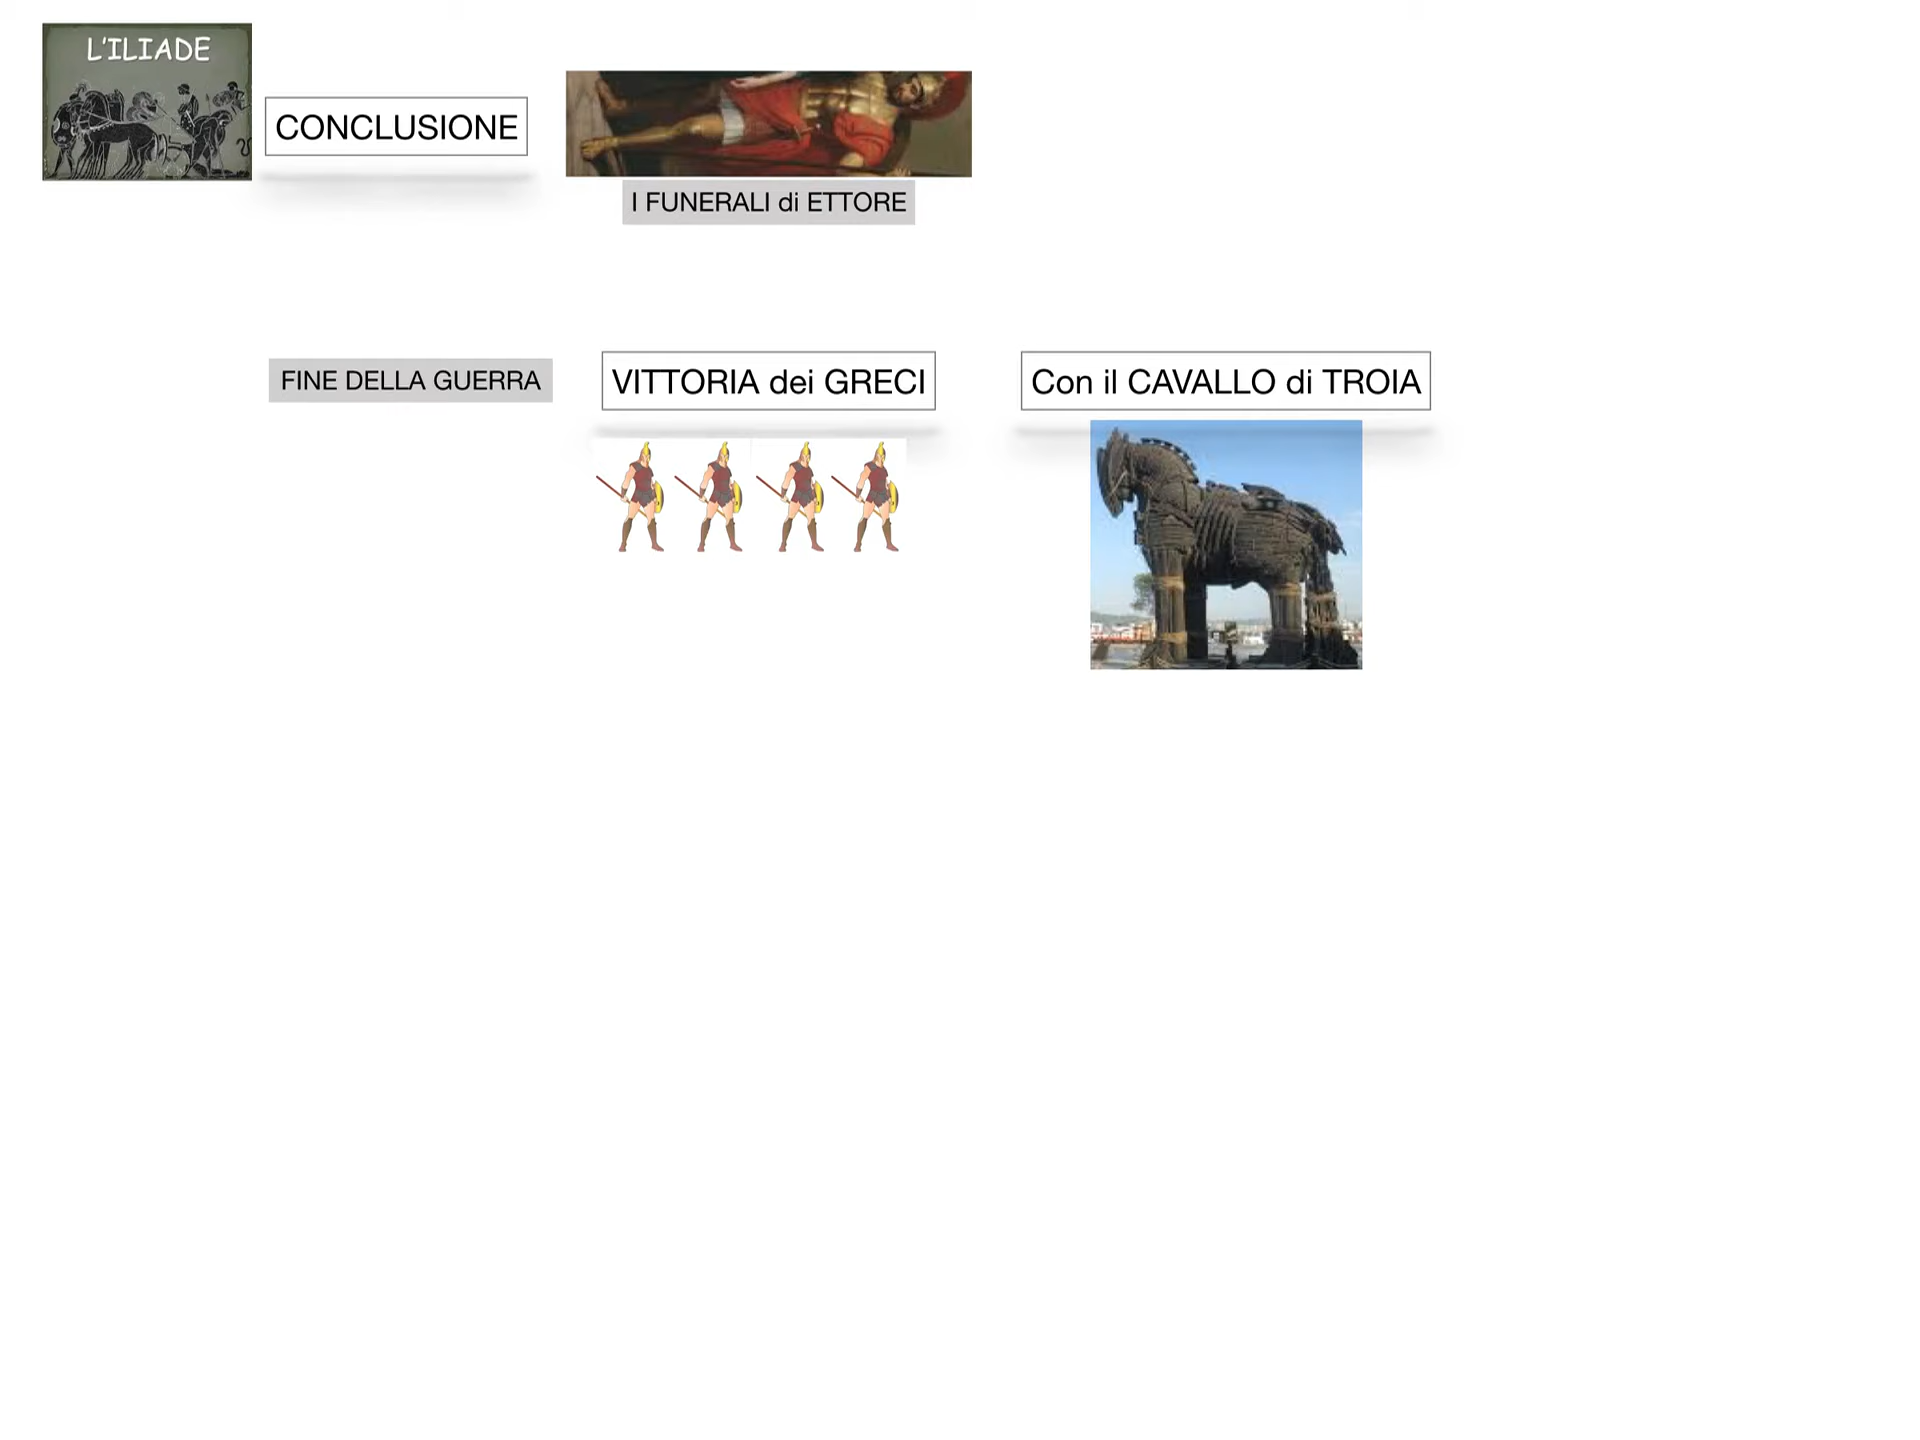 L'ILIADE
CONCLUSIONE
I FUNERALI di ETTORE
FINE DELLA GUERRA
VITTORIA dei GRECI
Con il CAVALLO di TROIA